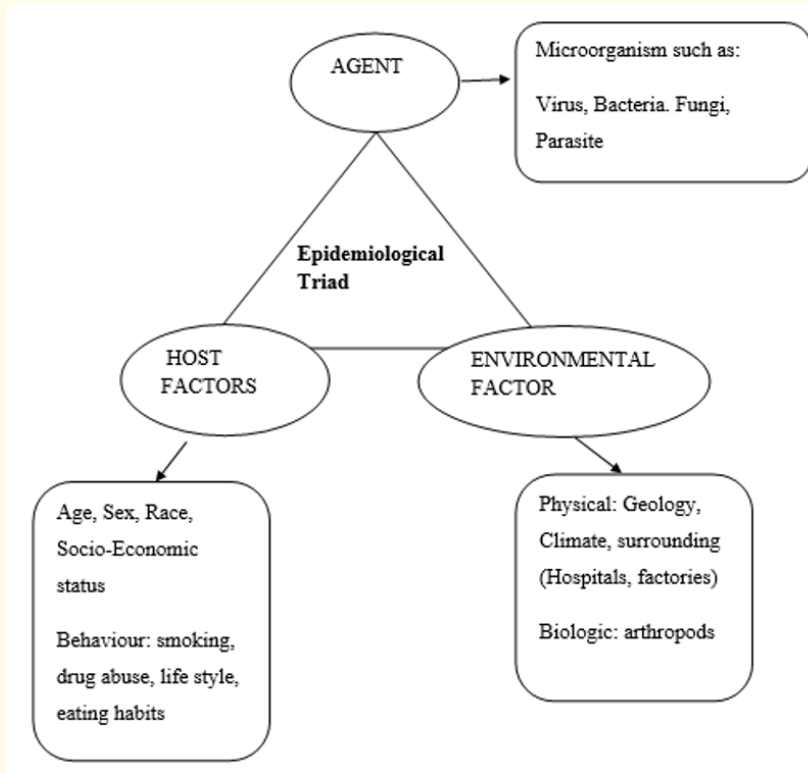 AGENT
Microorganism such as:
Virus, Bacteria. Fungi,
Parasite
Epidemiological
Triad
HOST
FACTORS
ENVIRONMENTAL
FACTOR
Age, Sex, Race,
Socio-Economic
status
Behaviour: smoking,
drug abuse, life style,
eating habits
Physical: Geology,
Climate, surrounding
(Hospitals, factories)
Biologic: arthropods